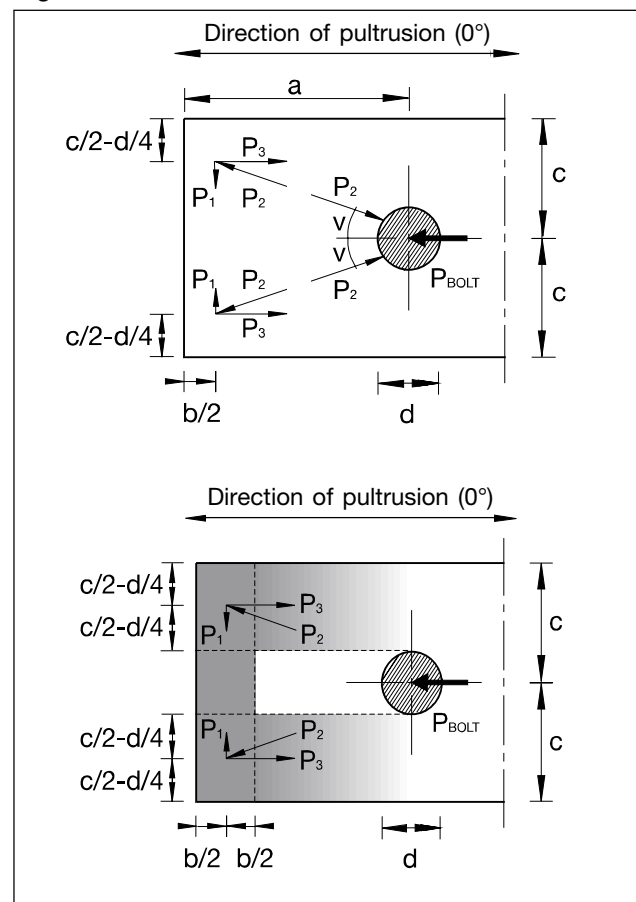 Direction of pultrusion (0°)
a
c/2-d/4
P3
P1
P2
P2
v
c
v
P1
P2
P2
PBOLT
c
P3
c/2-d/4
b/2
d
Direction of pultrusion (0°)
c/2-d/4
P3
c/2-d/4
P1
P2
c
c/2-d/4
P1
P2
PBOLT
c/2-d/4
P3
c
b/2
b/2
d